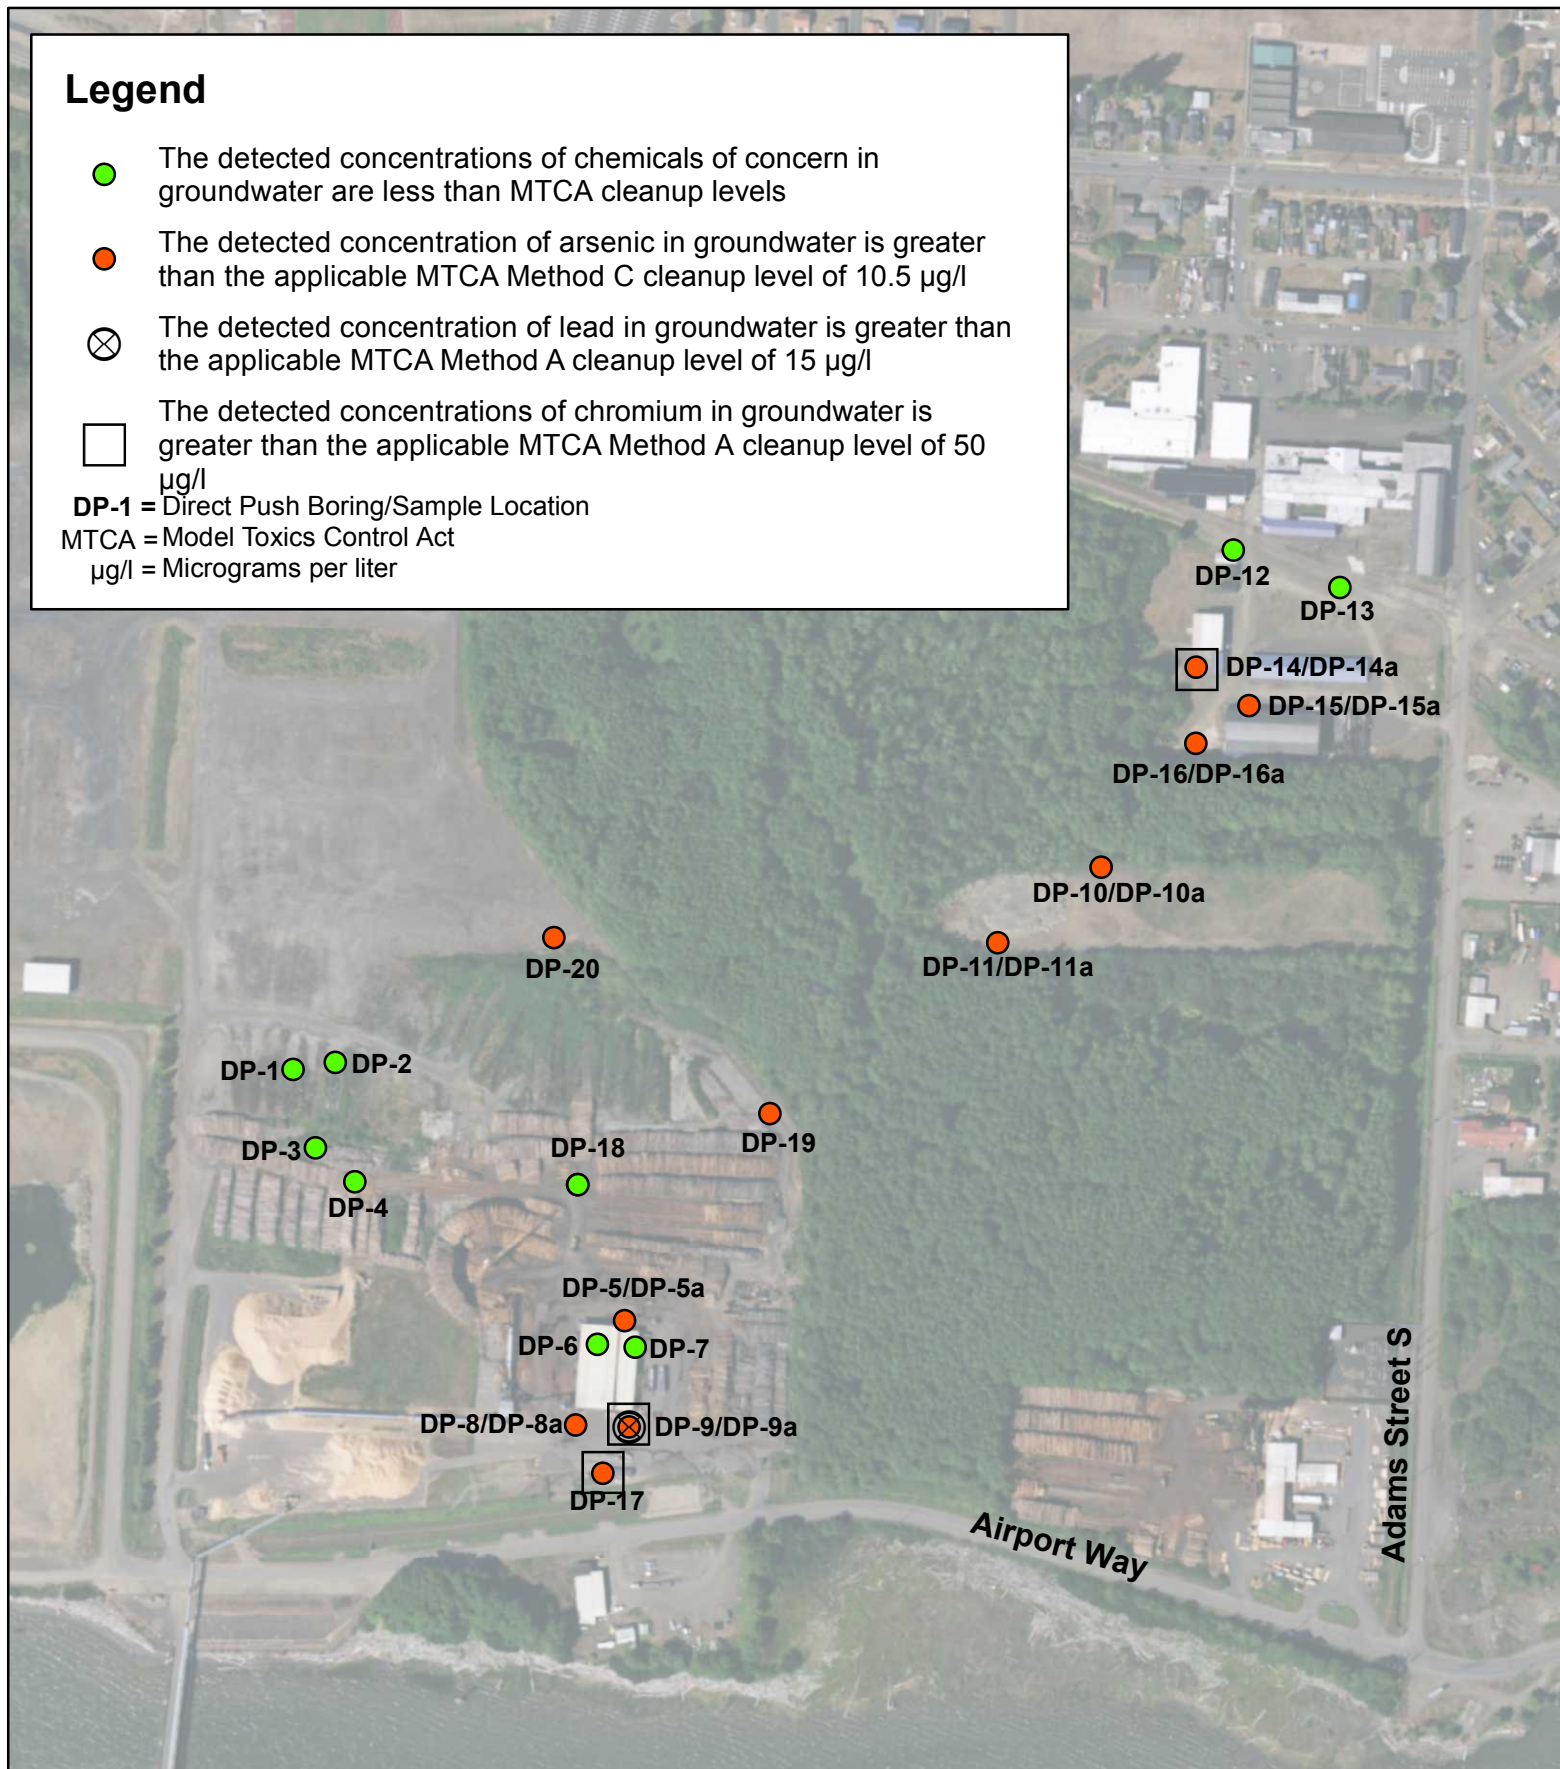 Legend
The detected concentrations of chemicals of concern in
groundwater are less than MTCA cleanup levels
The detected concentration of arsenic in groundwater is greater
than the applicable MTCA Method C cleanup level of 10.5 µg/l
The detected concentration of lead in groundwater is greater than
the applicable MTCA Method A cleanup level of 15 µg/l
The detected concentrations of chromium in groundwater is
greater than the applicable MTCA Method A cleanup level of 50
µg/l
DP-1 = Direct Push Boring/Sample Location
MTCA = Model Toxics Control Act
µg/l = Micrograms per liter
DP-12
DP-13
DP-14/DP-14a
DP-15/DP-15a
DP-16/DP-16a
DP-10/DP-10a
DP-11/DP-11a
DP-20
DP-1
DP-2
DP-19
DP-3
DP-18
DP-4
DP-5/DP-5a
DP-6
DP-7
DP-8/DP-8a
DP-9/DP-9a
DP-17
Airport Way
Adams Street S